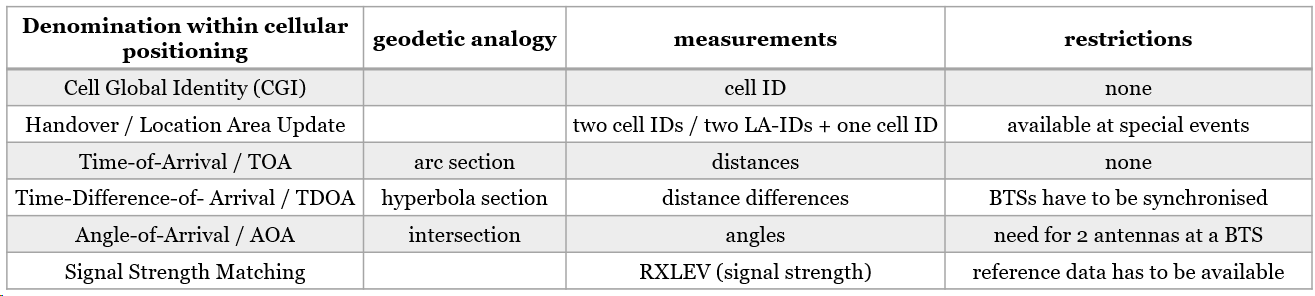 Denomination within cellular positioning geodetic analogy measurements restrictions
Cell Global Identity (CGI) cell ID none
Handover / Location Area Update two cell IDs / two LA-IDs + one cell ID available at special events
Time-of-Arrival / TOA arc section distances none
Time-Difference-of- Arrival / TDOA hyperbola section distance differences BTSs have to be synchronised
Angle-of-Arrival / AOA intersection angles need for 2 antennas at a BTS
Signal Strength Matching RXLEV (signal strength) reference data has to be available